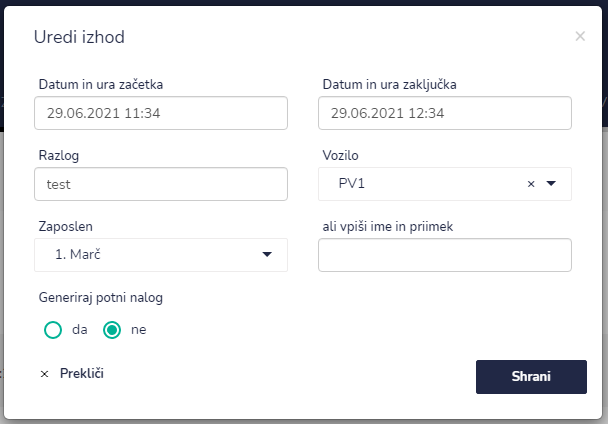 Uredi izhod
×
Datum in ura začetka
Datum in ura zaključka
29.06.2021 11:34
29.06.2021 12:34
Razlog
Vozilo
test
PV1 ×
Zaposlen
ali vpiši ime in priimek
1. Marč
Generiraj potni nalog
da
ne
× Prekliči
Shrani